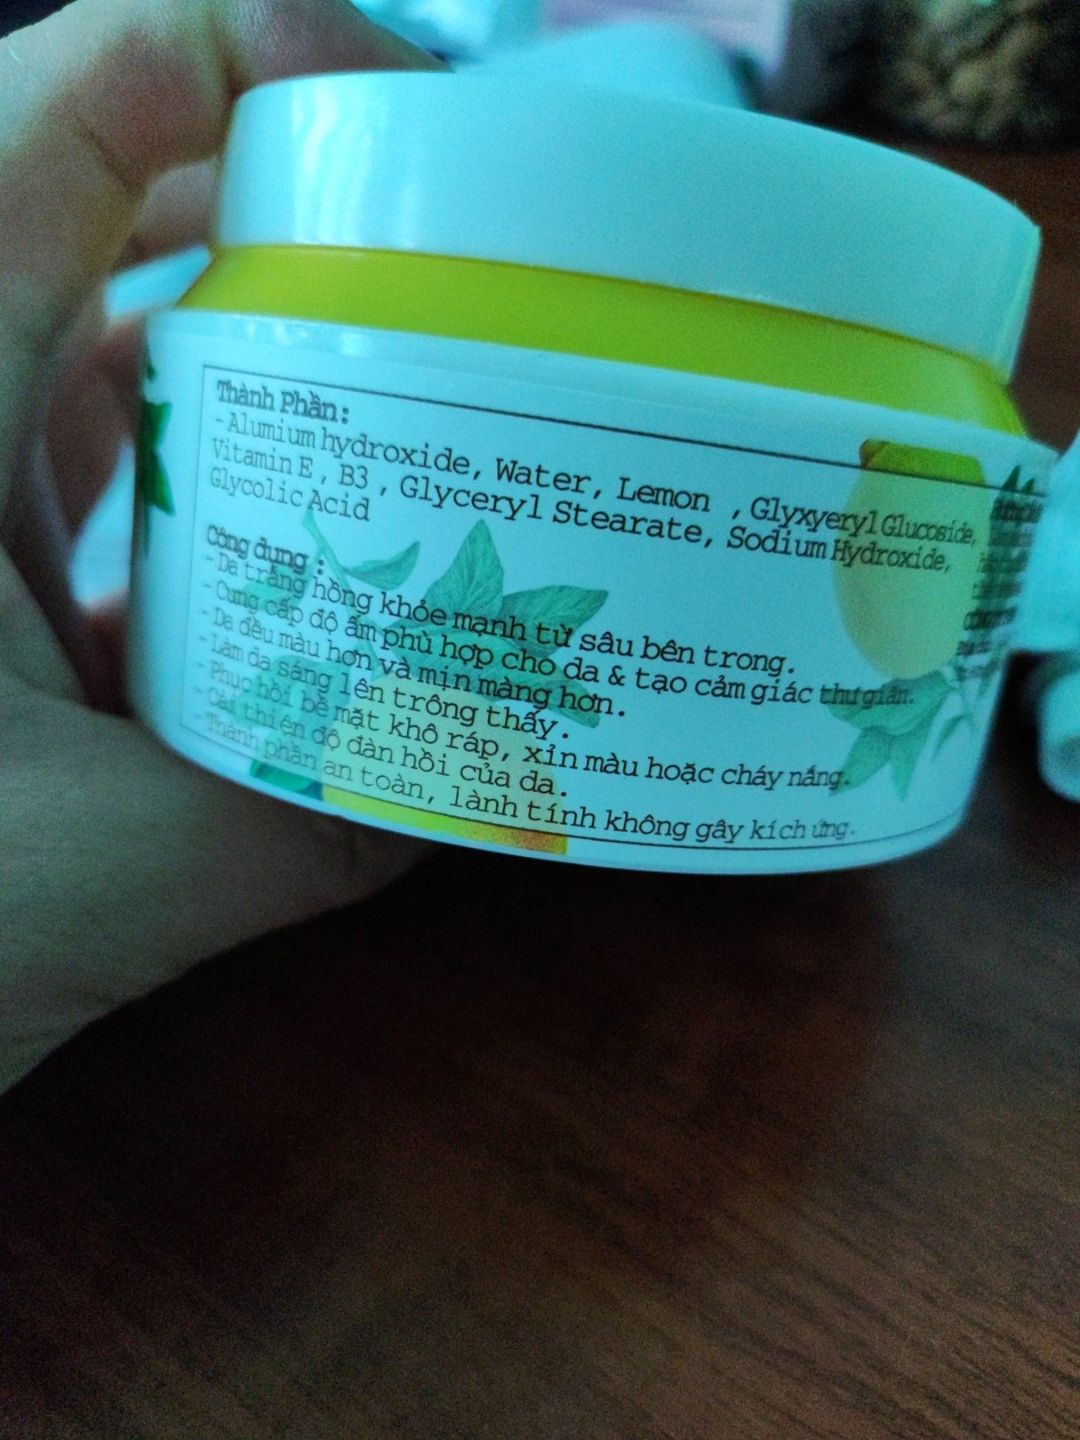 Thành Phần:
- Alumium hydroxide, Water, Lemon , Glyxyeryl Glucoside,
Vitamin E , B3 , Glyceryl Stearate, Sodium Hydroxide,
Glycolic Acid
Công dụng :
- Da trắng hồng khỏe mạnh từ sâu bên trong.
- Cung cấp độ ẩm phù hợp cho da & tạo cảm giác thư giãn.
- Da đều màu hơn và mịn màng hơn.
- Làm da sáng lên trông thấy.
- Phục hồi bề mặt khô ráp, xỉn màu hoặc cháy nắng.
- Cải thiện độ đàn hồi của da.
- Thành phần an toàn, lành tính không gây kích ứng.